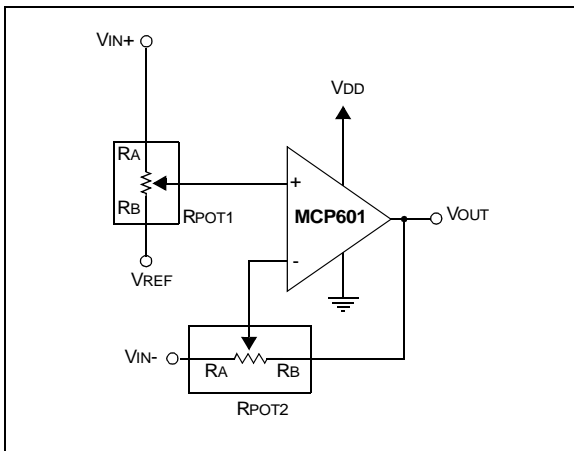 VIN+
VDD
RA
RB
RPOT1
VREF
+
MCP601
-
VOUT
VIN-
RA
RB
RPOT2